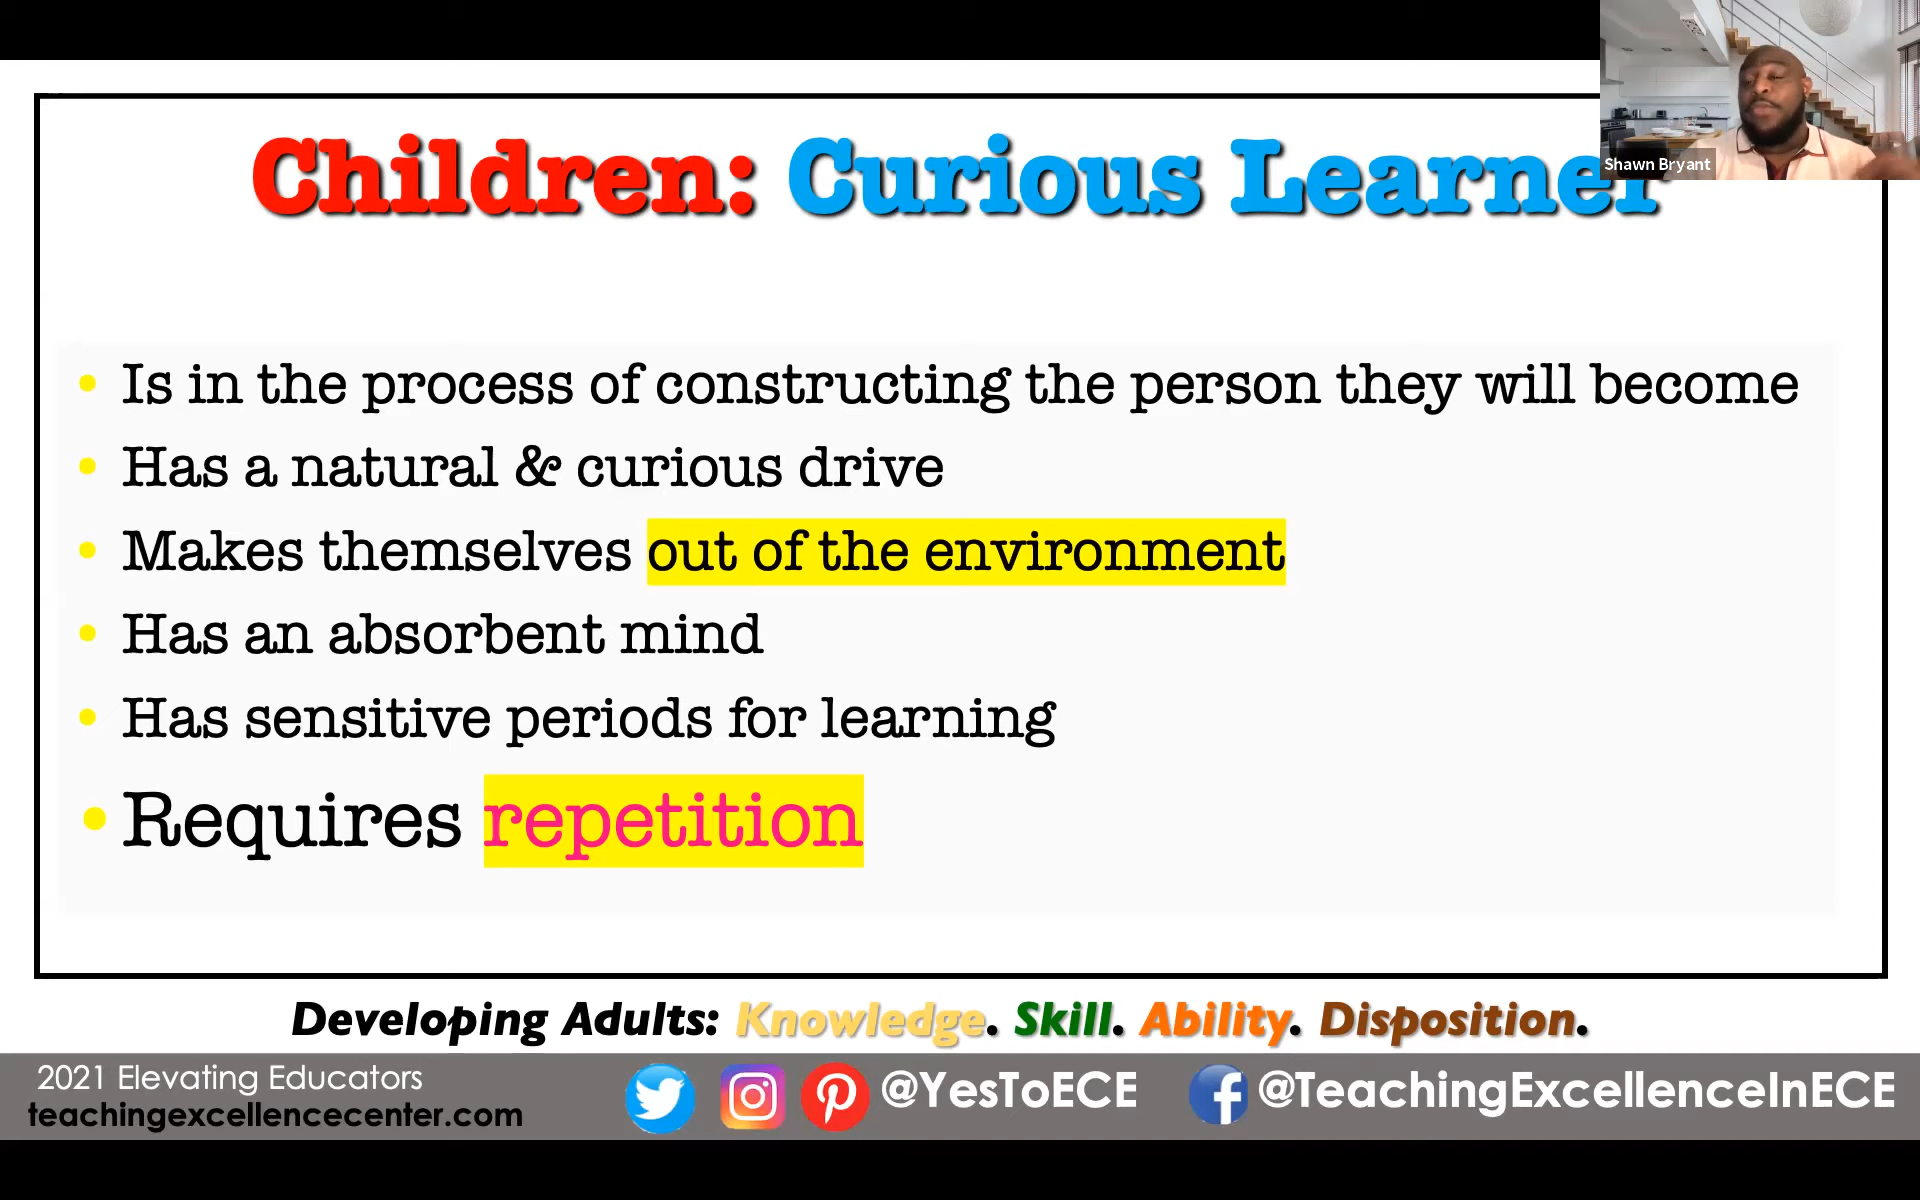 Children: Curious Learner
Shawn Bryant
• Is in the process of constructing the person they will become
• Has a natural & curious drive
• Makes themselves out of the environment
• Has an absorbent mind
• Has sensitive periods for learning
• Requires repetition
Developing Adults: Knowledge. Skill. Ability. Disposition.
2021 Elevating Educators
teachingexcellencecenter.com
@YesToECE
@TeachingExcellenceInECE